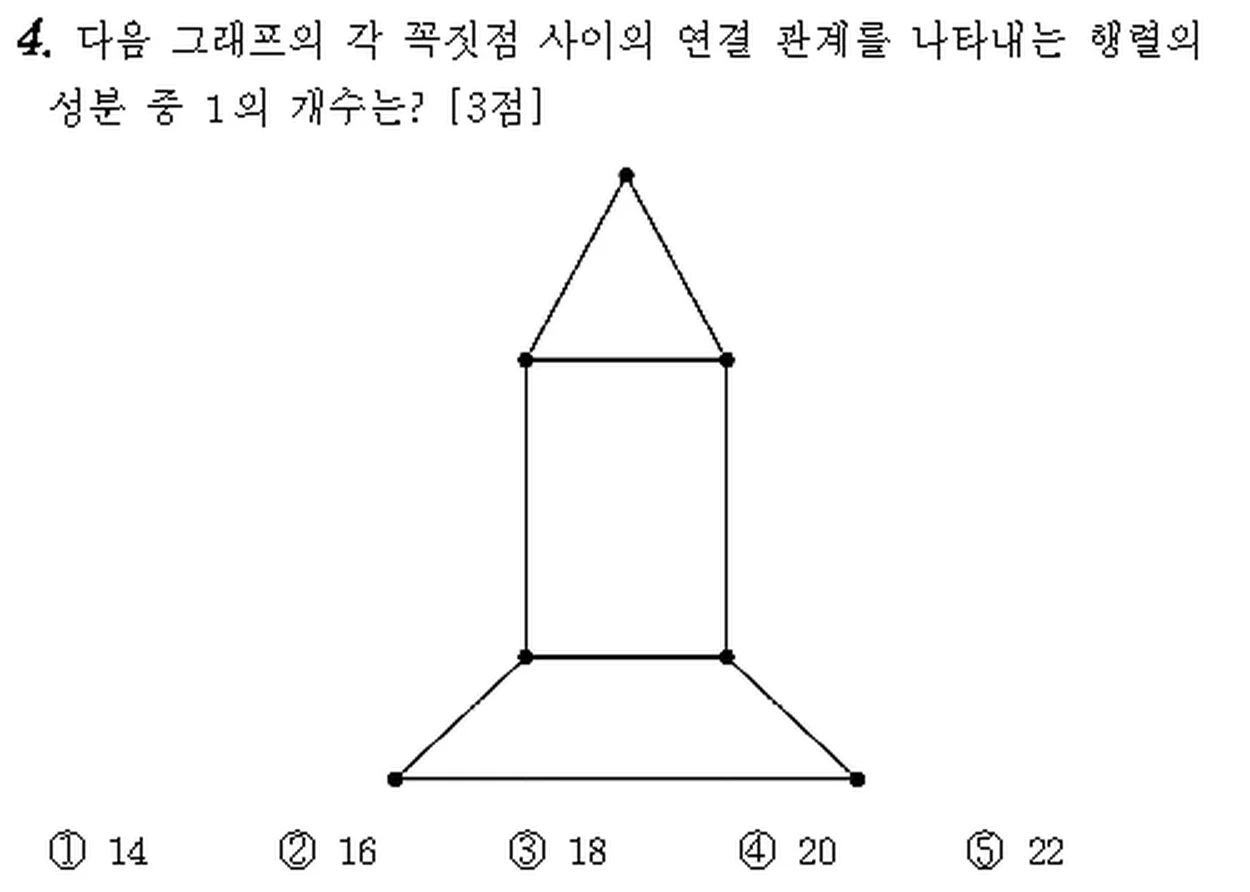 4. 다음 그래프의 각 꼭짓점 사이의 연결 관계를 나타내는 행렬의
성분 중 1의 개수는? [3점]
① 14 ② 16 ③ 18 ④ 20 ⑤ 22